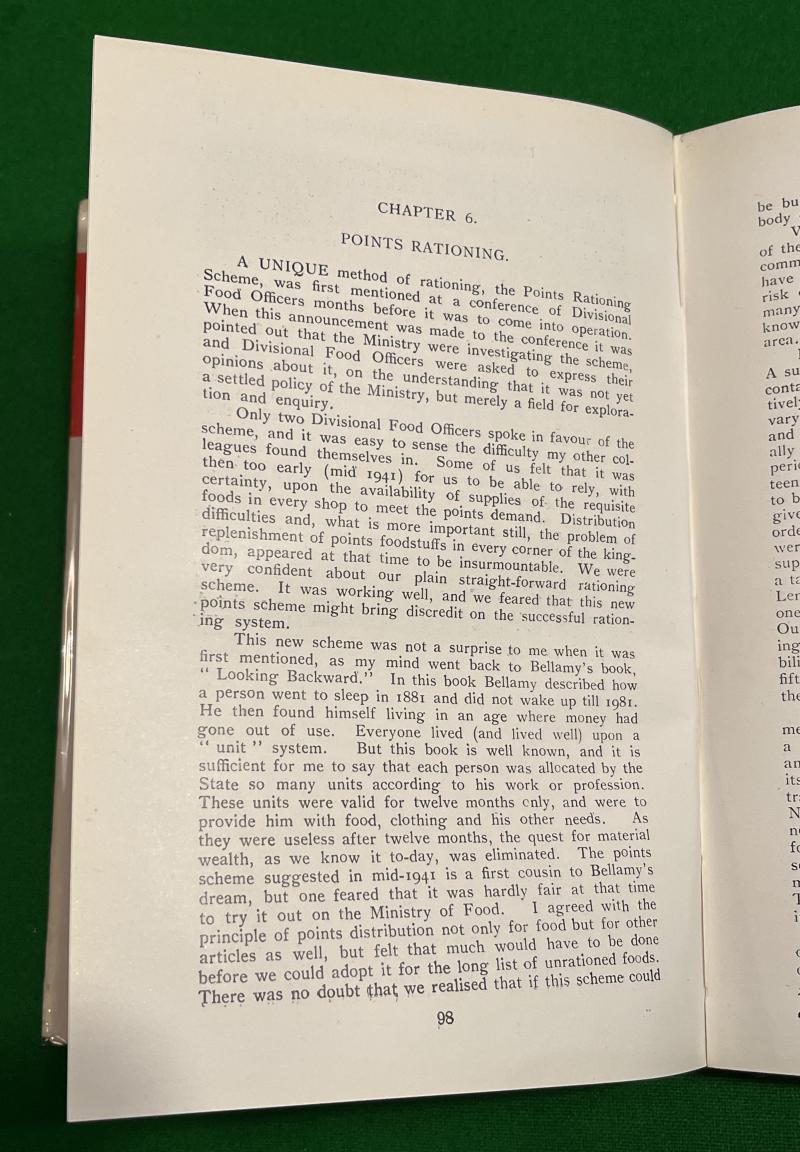 CHAPTER 6.
POINTS RATIONING.
A UNIQUE method of rationing, the Points Rationing
Scheme, was first mentioned at a conference of Divisional
Food Officers months before it was to come into operation.
When this announcement was made to the conference it was
pointed out that the Ministry were investigating the scheme,
and Divisional Food Officers were asked to express their
opinions about it, on the understanding that it was not yet
a settled policy of the Ministry, but merely a field for explora-
tion and enquiry.
Only two Divisional Food Officers spoke in favour of the
scheme, and it was easy to sense the difficulty my other col-
leagues found themselves in. Some of us felt that it was
then too early (mid 1941) for us to be able to rely, with
certainty, upon the availability of supplies of the requisite
foods in every shop to meet the points demand. Distribution
difficulties and, what is more important still, the problem of
replenishment of points foodstuffs in every corner of the king-
dom, appeared at that time to be insurmountable. We were
very confident about our plain straight-forward rationing
scheme. It was working well, and we feared that this new
points scheme might bring discredit on the successful ration-
ing system.
This new scheme was not a surprise to me when it was
first mentioned, as my mind went back to Bellamy's book,
" Looking Backward." In this book Bellamy described how
a person went to sleep in 1881 and did not wake up till 1981.
He then found himself living in an age where money had
gone out of use. Everyone lived (and lived well) upon a
" unit " system. But this book is well known, and it is
sufficient for me to say that each person was allocated by the
State so many units according to his work or profession.
These units were valid for twelve months only, and were to
provide him with food, clothing and his other needs. As
they were useless after twelve months, the quest for material
wealth, as we know it to-day, was eliminated. The points
scheme suggested in mid-1941 is a first cousin to Bellamy's
dream, but one feared that it was hardly fair at that time
to try it out on the Ministry of Food. I agreed with the
principle of points distribution not only for food but for other
articles as well, but felt that much would have to be done
before we could adopt it for the long list of unrationed foods.
There was no doubt that we realised that if this scheme could
98
be bu
body
V
of the
comm
have
risk
many
know
area.
A su
conta
tively
vary
and
ally
perio
teen
to b
give
orde
wer
sup
a ta
Ler
one
Ou
ing
bili
fift
the
me
a
an
its
tra
N